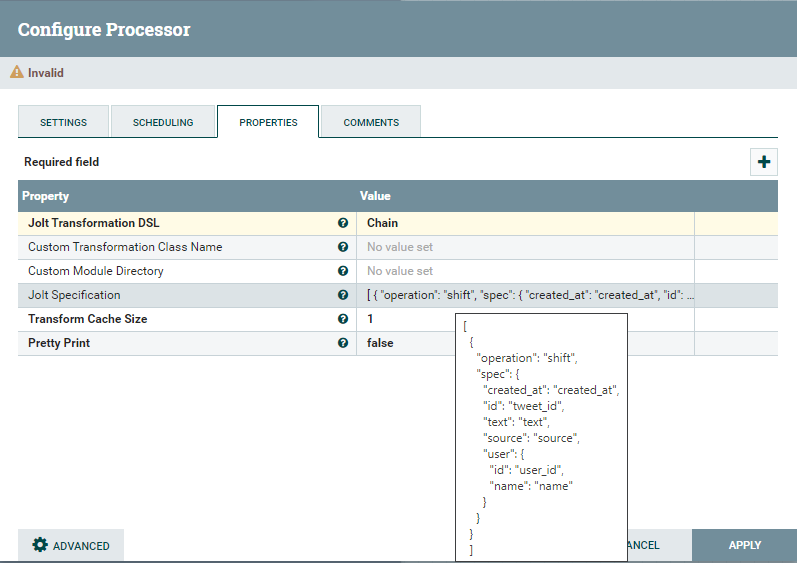 Configure Processor
Invalid
SETTINGS
SCHEDULING
PROPERTIES
COMMENTS
Required field
Property Value
Jolt Transformation DSL Chain
Custom Transformation Class Name No value set
Custom Module Directory No value set
Jolt Specification [ { "operation": "shift", "spec": { "created_at": "created_at", "id": ...
Transform Cache Size 1
Pretty Print false
[
{
"operation": "shift",
"spec": {
"created_at": "created_at",
"id": "tweet_id",
"text": "text",
"source": "source",
"user": {
"id": "user_id",
"name": "name"
}
}
}
]
ADVANCED
ANCEL
APPLY